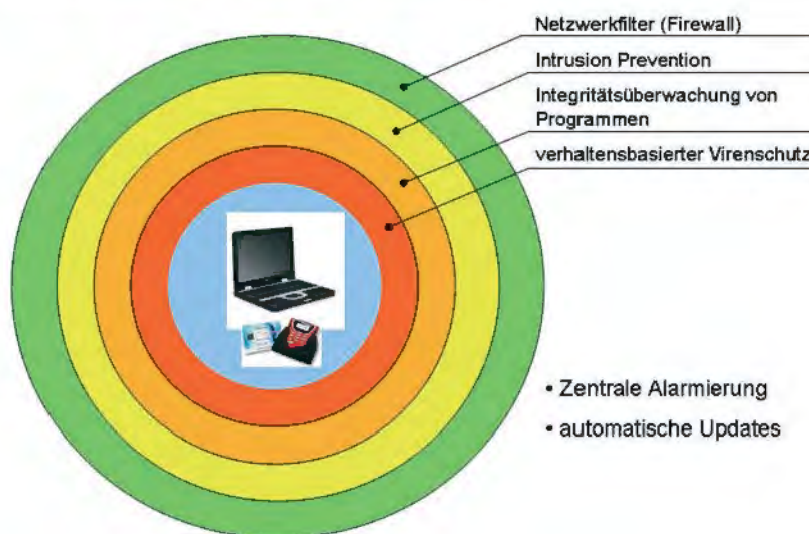 Netzwerkfilter (Firewall)
Intrusion Prevention
Integritätsüberwachung von
Programmen
verhaltensbasierter Virenschutz
• Zentrale Alarmierung
• automatische Updates